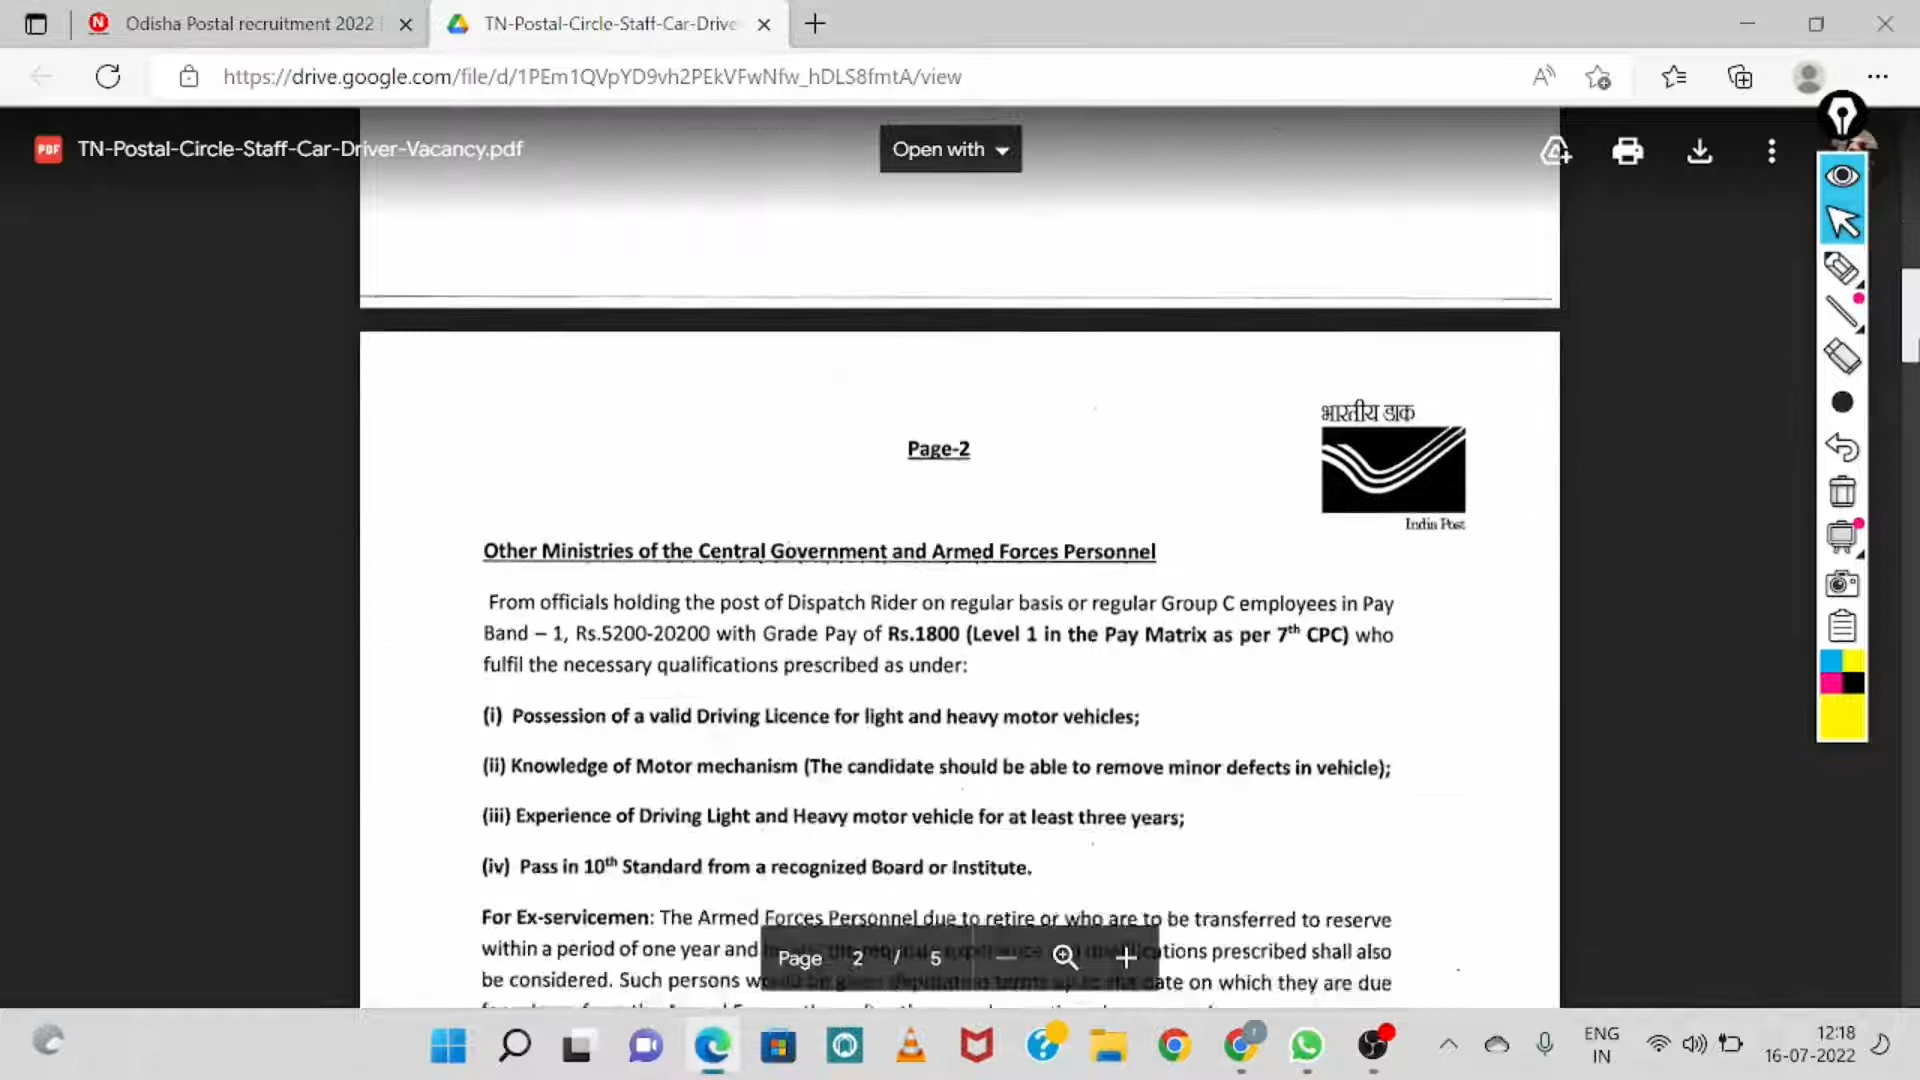 Odisha Postal recruitment 2022
TN-Postal-Circle-Staff-Car-Drive
https://drive.google.com/file/d/1PEm1QVpYD9vh2PEkVFwNfw_hDLS8fmtA/view
PDF TN-Postal-Circle-Staff-Car-Driver-Vacancy.pdf
Open with
भारतीय डाक
Page-2
India Post
Other Ministries of the Central Government and Armed Forces Personnel
From officials holding the post of Dispatch Rider on regular basis or regular Group C employees in Pay
Band – 1, Rs.5200-20200 with Grade Pay of Rs.1800 (Level 1 in the Pay Matrix as per 7th CPC) who
fulfil the necessary qualifications prescribed as under:
(i) Possession of a valid Driving Licence for light and heavy motor vehicles;
(ii) Knowledge of Motor mechanism (The candidate should be able to remove minor defects in vehicle);
(iii) Experience of Driving Light and Heavy motor vehicle for at least three years;
(iv) Pass in 10th Standard from a recognized Board or Institute.
For Ex-servicemen: The Armed Forces Personnel due to retire or who are to be transferred to reserve
within a period of one year and prescribed shall also
be considered. Such persons date on which they are due
Page 2 / 5
ENG
IN
12:18
16-07-2022